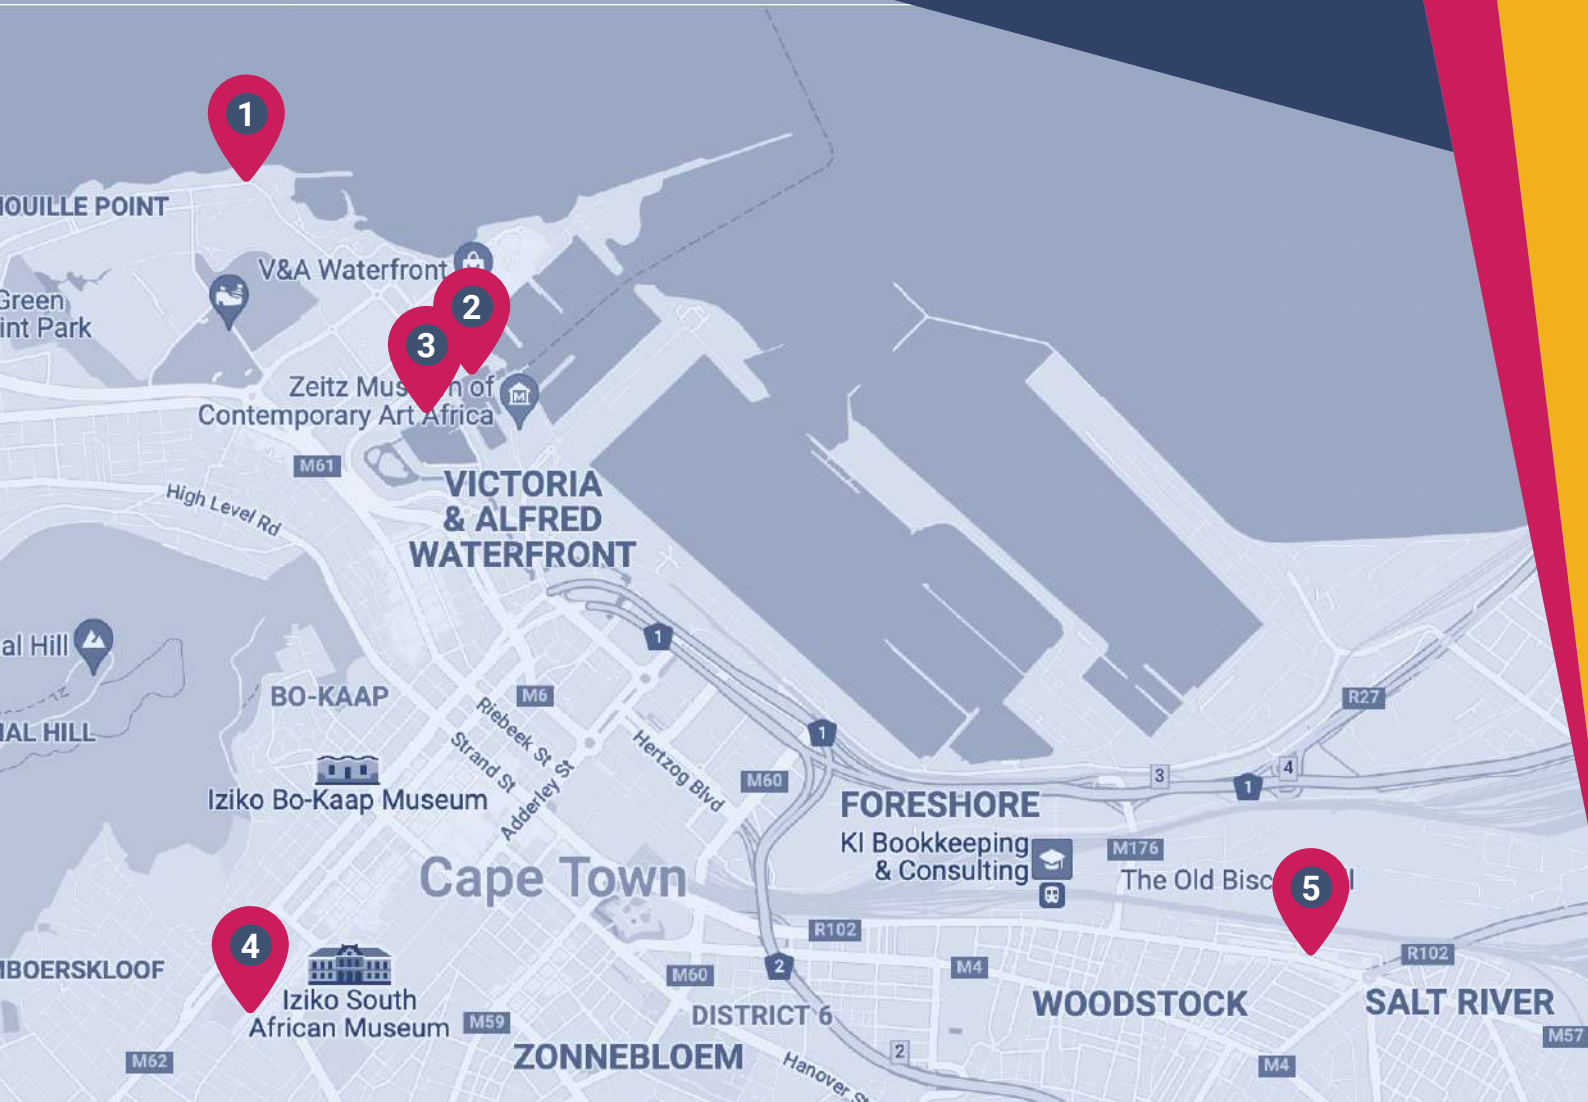 1
IOUILLE POINT
V&A Waterfront
Green
int Park
2
3
Zeitz Mus n of
Contemporary Art Africa
M61
High Level Rd
VICTORIA
& ALFRED
WATERFRONT
al Hill
1
BO-KAAP
M6
R27
IAL HILL
Riebeek St
Strand St
Adderley St
Hertzog Blvd
1
M60
3
4
1
Iziko Bo-Kaap Museum
FORESHORE
KI Bookkeeping
& Consulting
M176
The Old Bisc l
5
Cape Town
4
R102
R102
MBOERSKLOOF
M60
2
M4
Iziko South
African Museum
M59
DISTRICT 6
WOODSTOCK
SALT RIVER
M57
M62
ZONNEBLOEM
2
Hanover St
M4